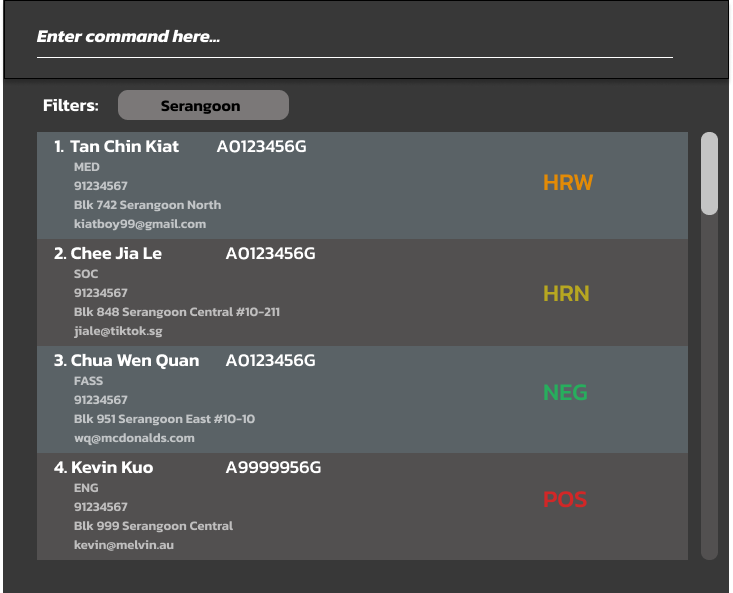 Enter command here...
Filters: Serangoon
1. Tan Chin Kiat A0123456G
MED
91234567
HRW
Blk 742 Serangoon North
kiatboy99@gmail.com
2. Chee Jia Le A0123456G
SOC
91234567
HRN
Blk 848 Serangoon Central #10-211
jiale@tiktok.sg
3. Chua Wen Quan A0123456G
FASS
91234567
NEG
Blk 951 Serangoon East #10-10
wq@mcdonalds.com
4. Kevin Kuo A9999956G
ENG
91234567
POS
Blk 999 Serangoon Central
kevin@melvin.au